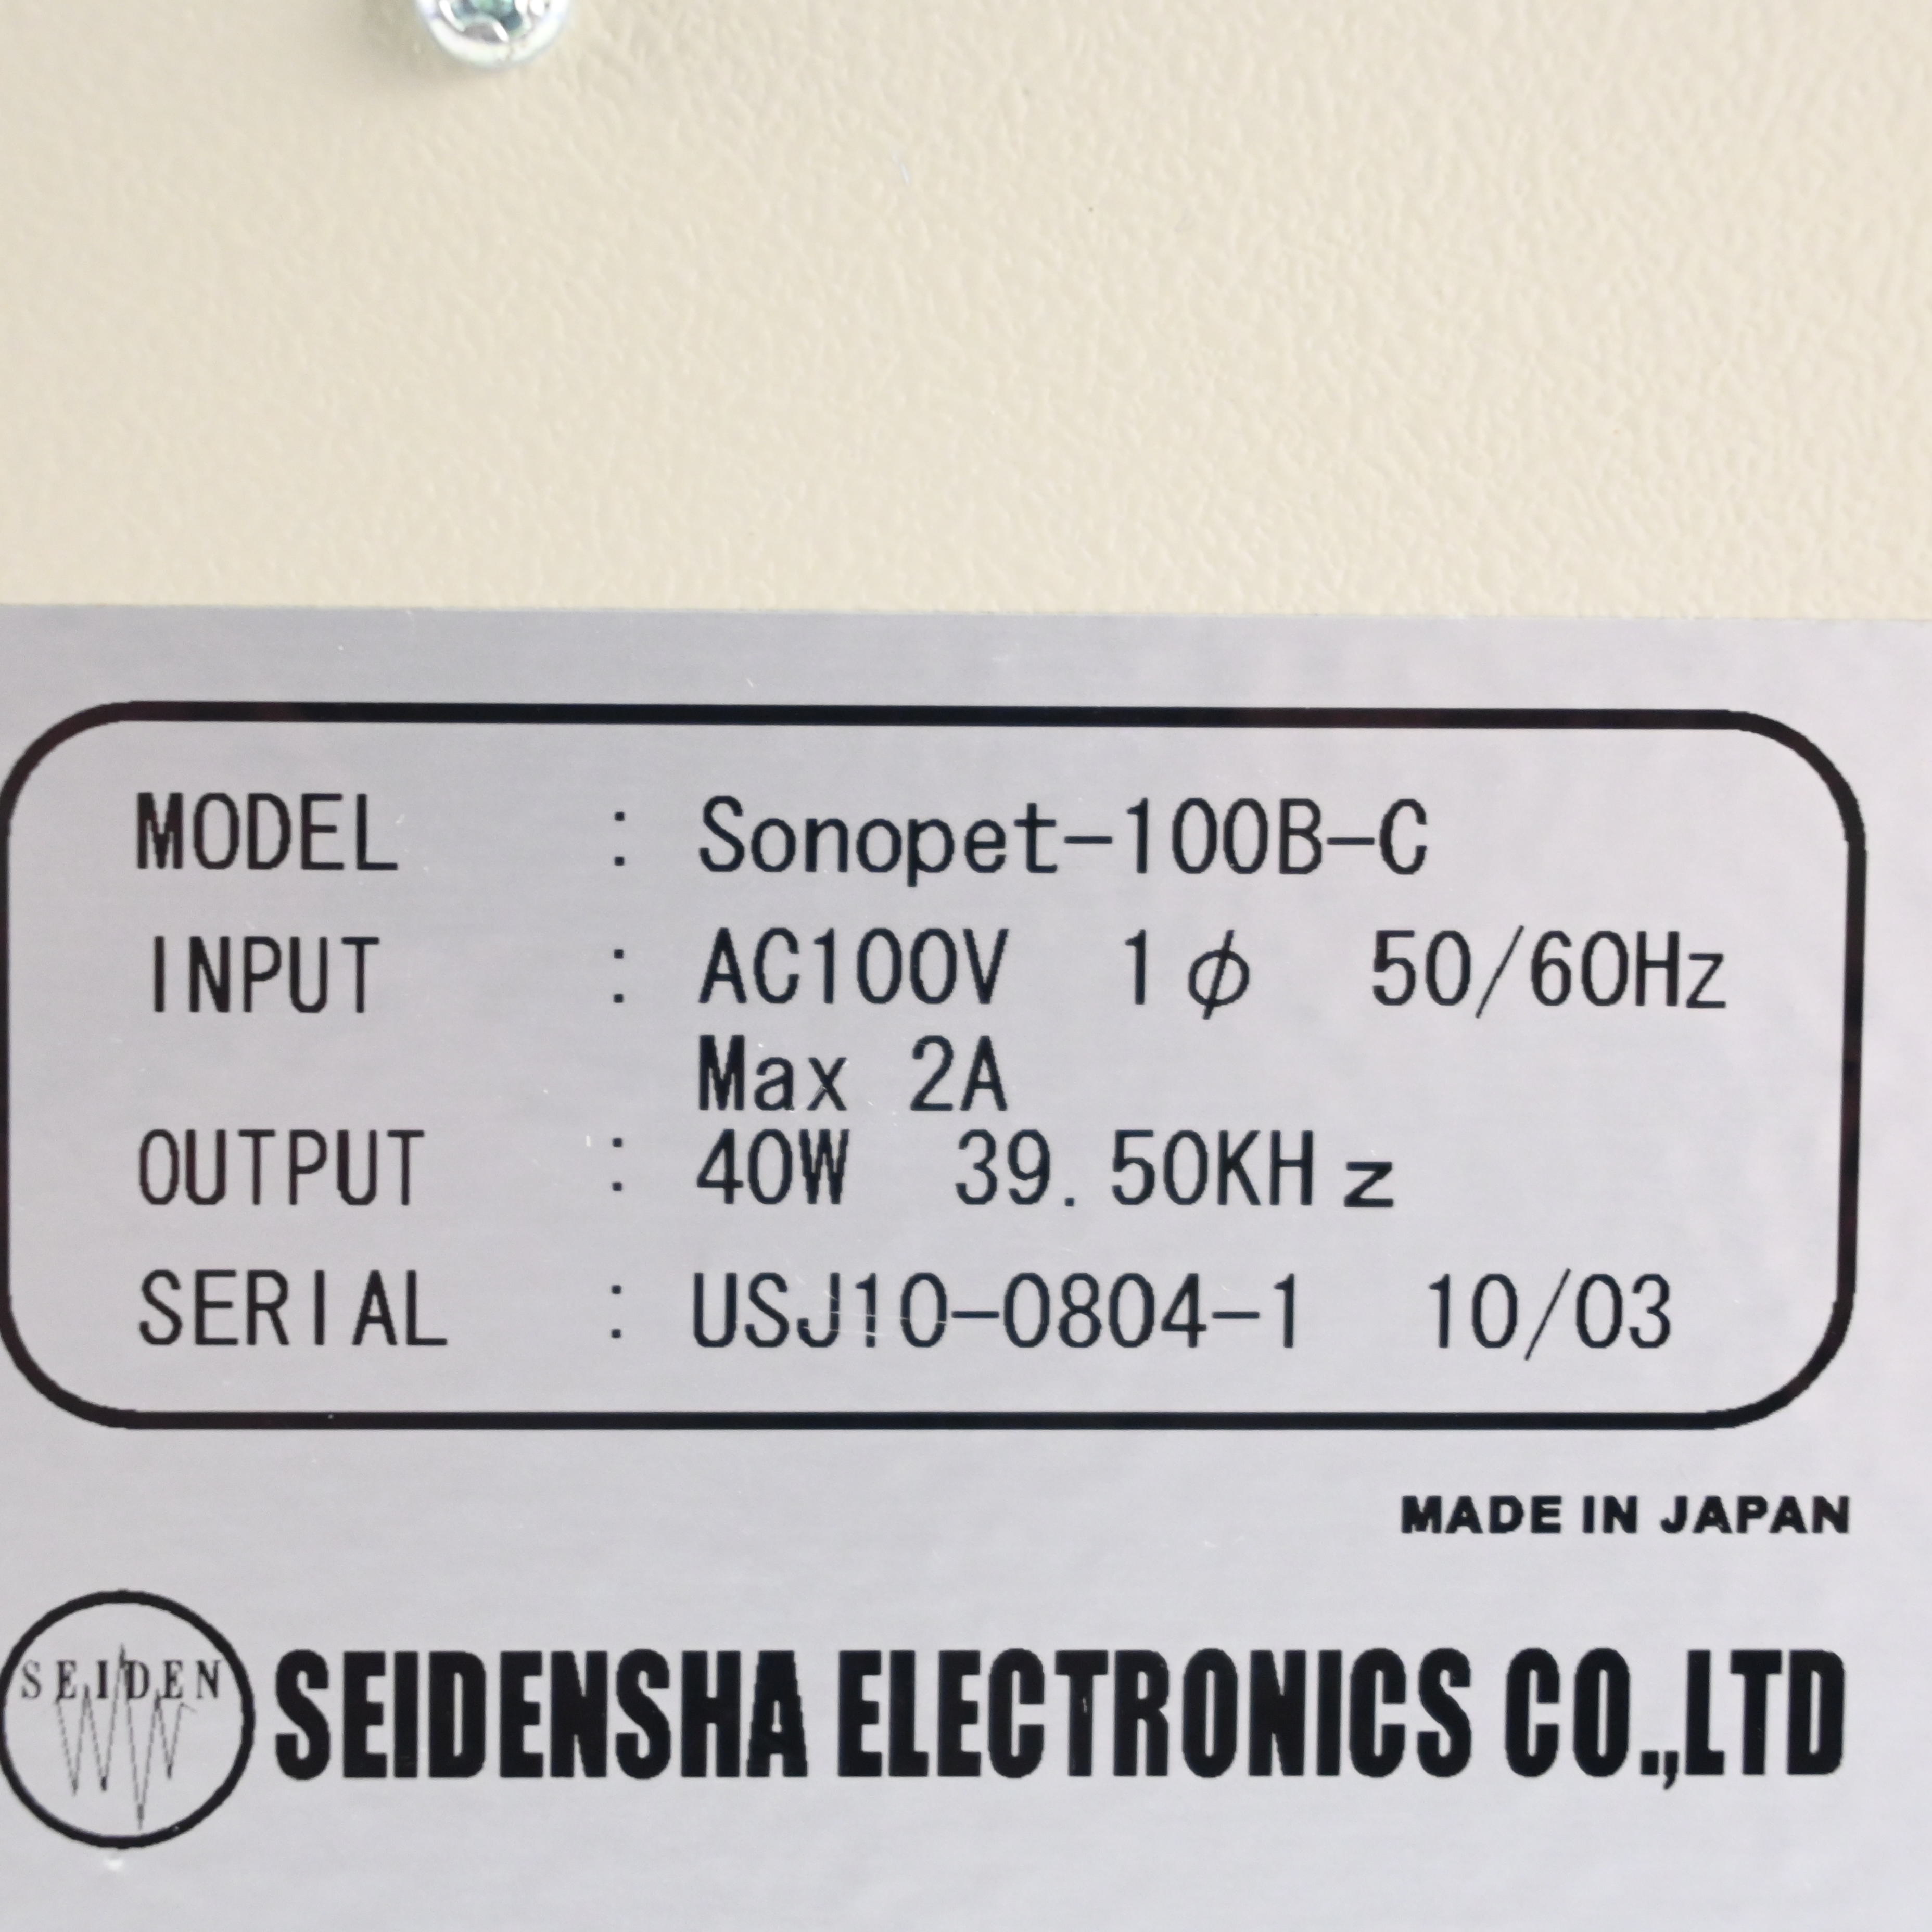 MODEL : Sonopet-100B-C
INPUT : AC100V 1φ 50/60Hz
Max 2A
OUTPUT : 40W 39.50KHz
SERIAL : USJ10-0804-1 10/03
MADE IN JAPAN
SEIDEN
SEIDENSHA ELECTRONICS CO.,LTD